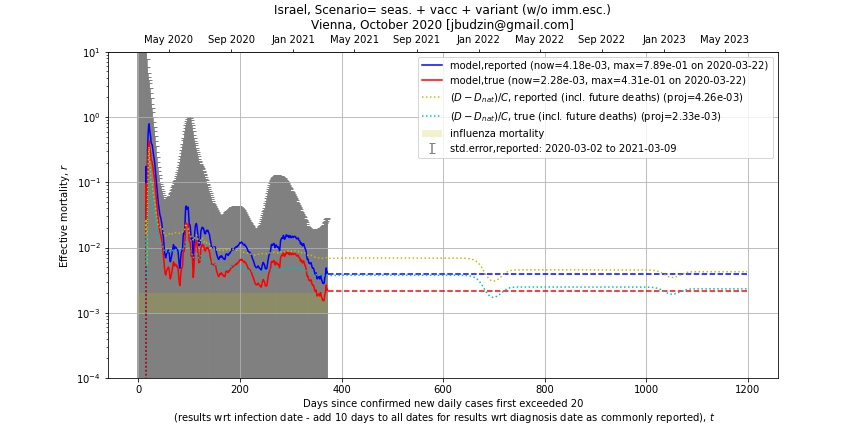 Israel, Scenario= seas. + vacc + variant (w/o imm.esc.)
Vienna, October 2020 [jbudzin@gmail.com]
May 2020 Sep 2020 Jan 2021 May 2021 Sep 2021 Jan 2022 May 2022 Sep 2022 Jan 2023 May 2023
model,reported (now=4.18e-03, max=7.89e-01 on 2020-03-22)
model,true (now=2.28e-03, max=4.31e-01 on 2020-03-22)
(D − Dnat)/C, reported (incl. future deaths) (proj=4.26e-03)
(D − Dnat)/C, true (incl. future deaths) (proj=2.33e-03)
influenza mortality
std.error,reported: 2020-03-02 to 2021-03-09
Effective mortality, r
10¹
10⁰
10⁻¹
10⁻²
10⁻³
10⁻⁴
0 200 400 600 800 1000 1200
Days since confirmed new daily cases first exceeded 20
(results wrt infection date - add 10 days to all dates for results wrt diagnosis date as commonly reported), t